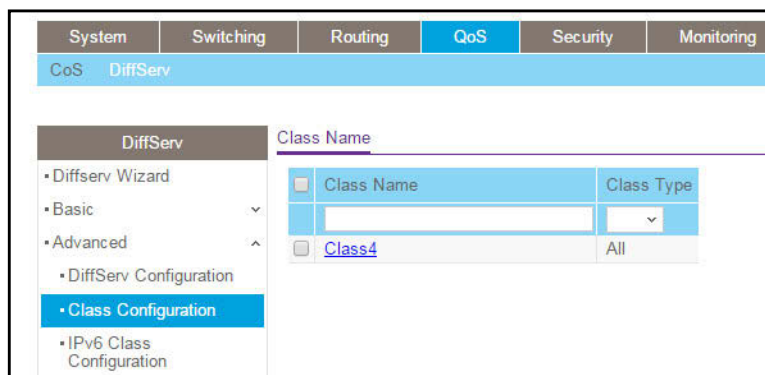 System Switching Routing QoS Security Monitoring
CoS DiffServ
DiffServ
Diffserv Wizard
Basic
Advanced
DiffServ Configuration
Class Configuration
IPv6 Class
Configuration
Class Name
Class Name Class Type
Class4 All